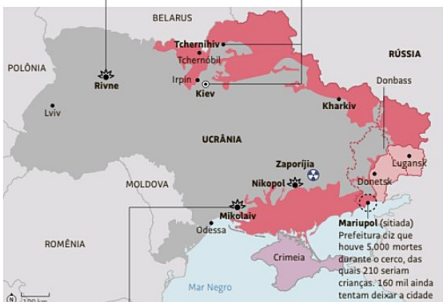 BELARUS
Tchernihiv
Tchernóbil
RÚSSIA
POLÔNIA
Irpin
Kiev
Rivne
Donbass
Kharkiv
Lviv
UCRÂNIA
Lugansk
Zaporíjia
Donetsk
Nikopol
MOLDOVA
Mikolaiv
Odessa
Mariupol (sitiada)
Prefeitura diz que
houve 5.000 mortes
durante o cerco, das
quais 210 seriam
crianças. 160 mil ainda
tentam deixar a cidade
ROMÊNIA
Crimeia
Mar Negro
N